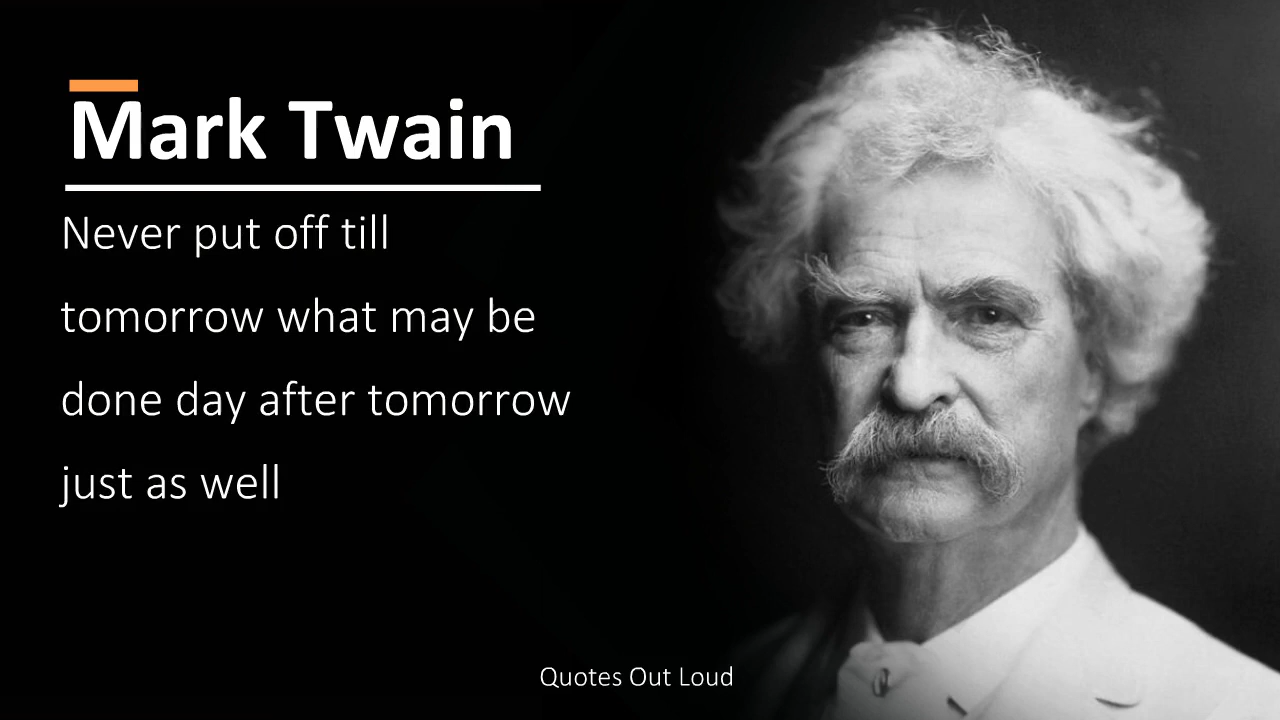 Mark Twain
Never put off till
tomorrow what may be
done day after tomorrow
just as well
Quotes Out Loud